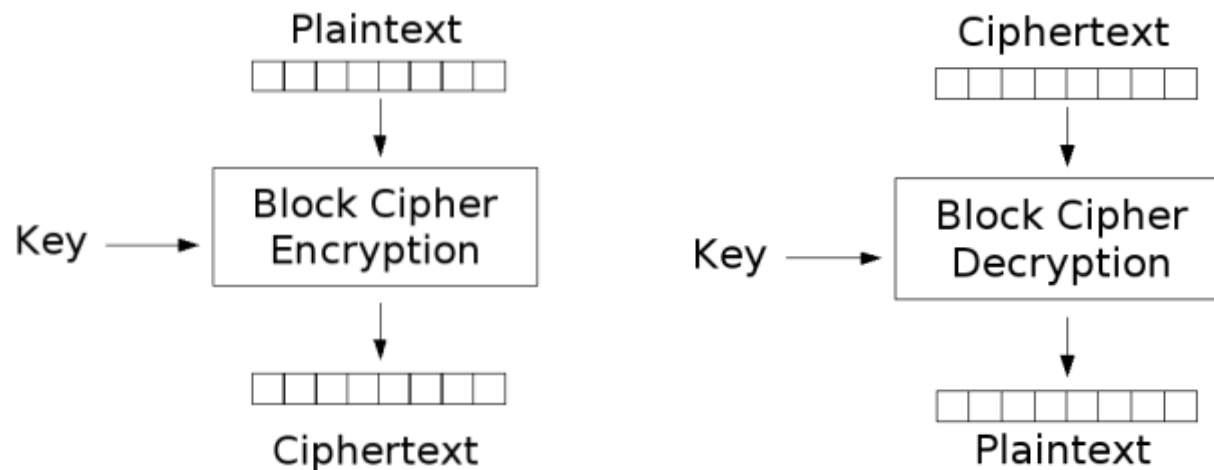 Plaintext
Key
Block Cipher
Encryption
Ciphertext
Ciphertext
Key
Block Cipher
Decryption
Plaintext